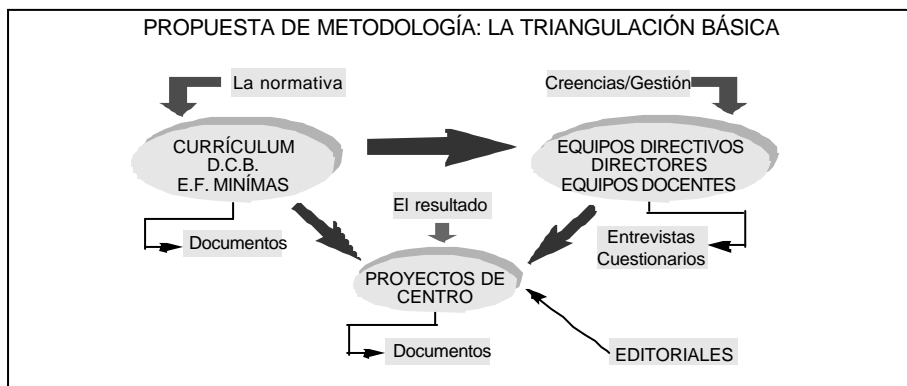 PROPUESTA DE METODOLOGÍA: LA TRIANGULACIÓN BÁSICA
La normativa
Creencias/Gestión
CURRÍCULUM
D.C.B.
E.F. MINÍMAS
EQUIPOS DIRECTIVOS
DIRECTORES
EQUIPOS DOCENTES
El resultado
Documentos
Entrevistas
Cuestionarios
PROYECTOS DE
CENTRO
Documentos
EDITORIALES